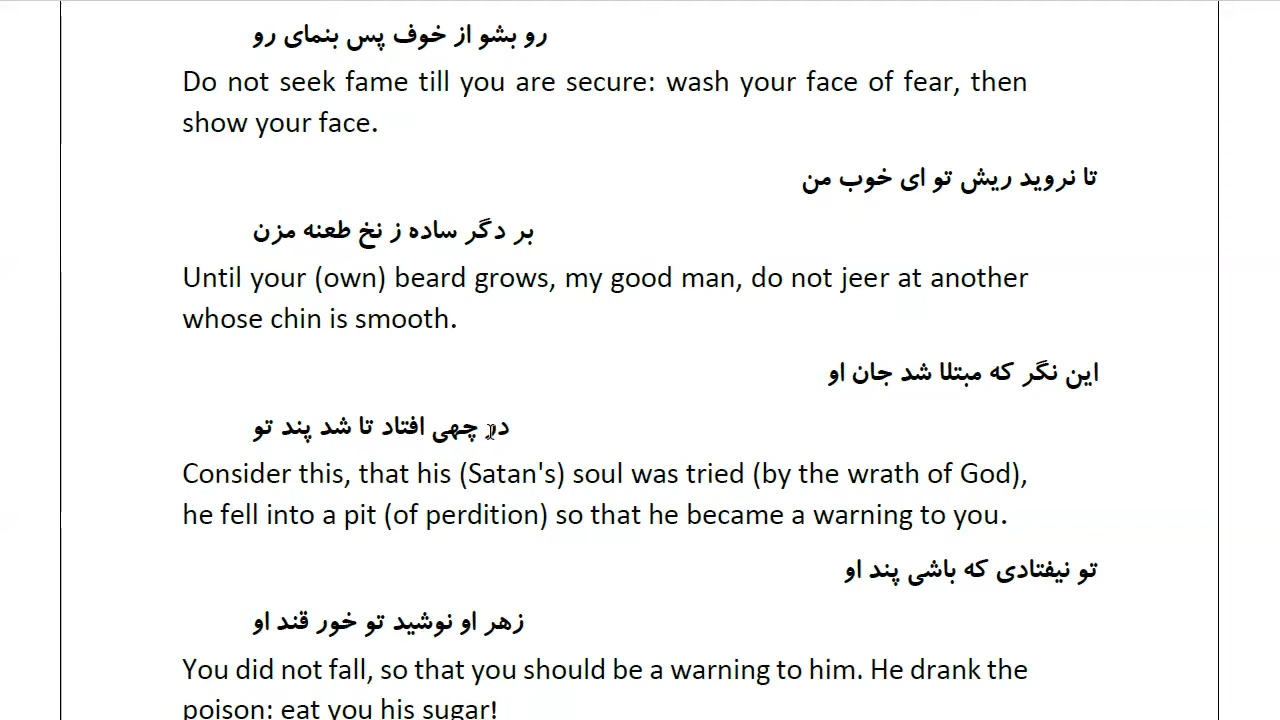 رو بشو از خوف پس بنمای رو
Do not seek fame till you are secure: wash your face of fear, then
show your face.
تا نروید ریش تو ای خوب من
بر دگر ساده ز نخ طعنه مزن
Until your (own) beard grows, my good man, do not jeer at another
whose chin is smooth.
این نگر که مبتلا شد جان او
در چهی افتاد تا شد پند تو
Consider this, that his (Satan's) soul was tried (by the wrath of God),
he fell into a pit (of perdition) so that he became a warning to you.
تو نیفتادی که باشی پند او
زهر او نوشید تو خور قند او
You did not fall, so that you should be a warning to him. He drank the
poison: eat you his sugar!